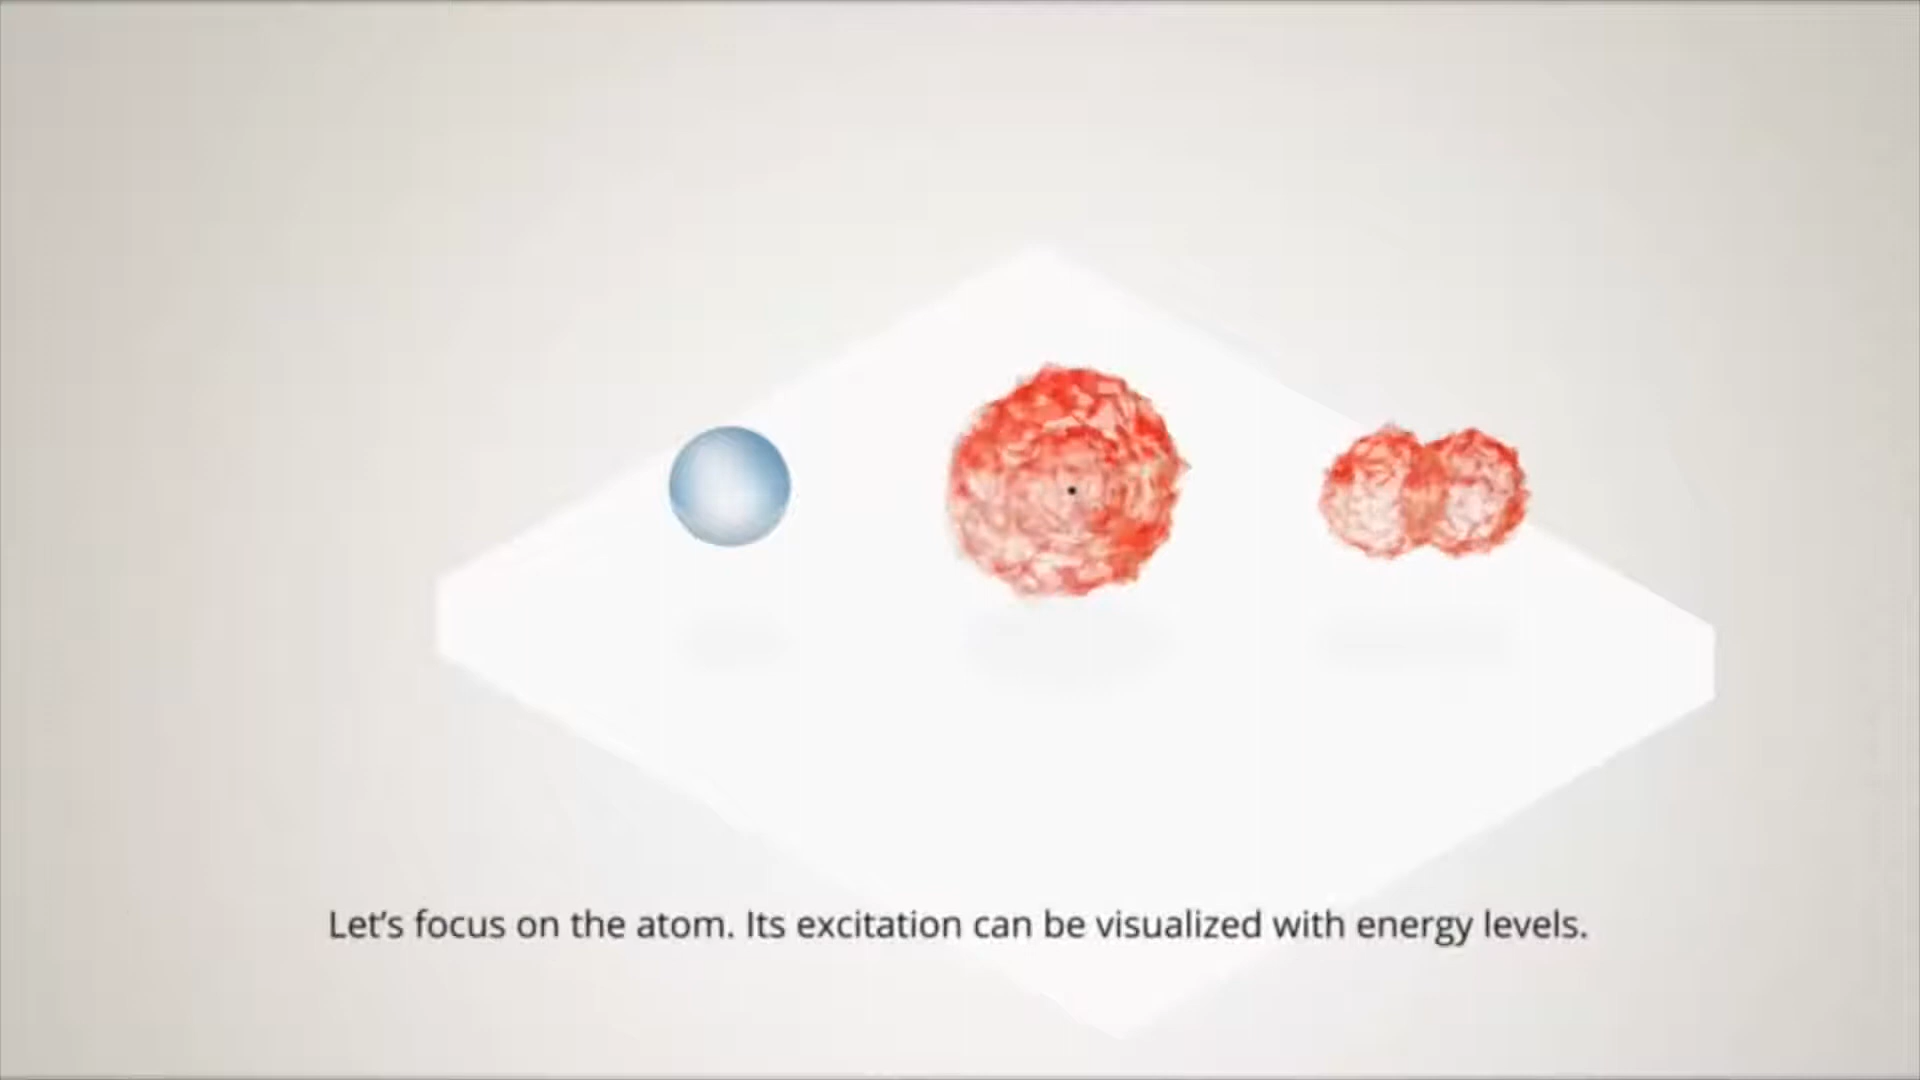 Let’s focus on the atom. Its excitation can be visualized with energy levels.